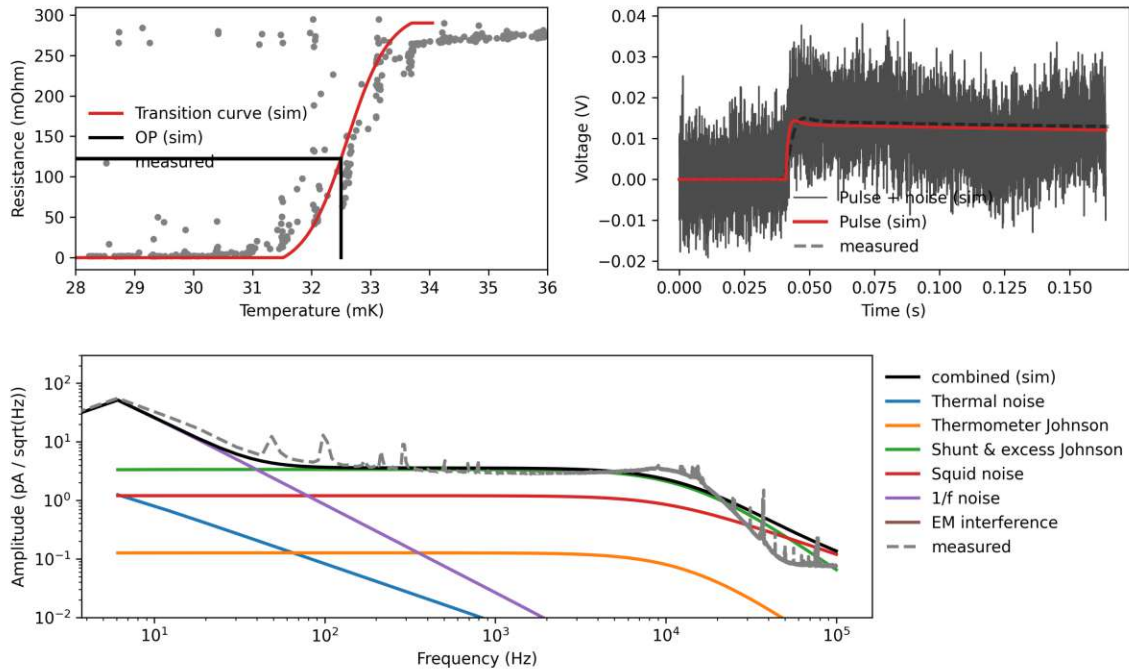 300
250
200
150
100
50
0
Resistance (mOhm)
Transition curve (sim)
OP (sim)
measured
28 29 30 31 32 33 34 35 36
Temperature (mK)
0.04
0.03
0.02
0.01
0.00
−0.01
−0.02
Voltage (V)
Pulse + noise (sim)
Pulse (sim)
measured
0.000 0.025 0.050 0.075 0.100 0.125 0.150
Time (s)
10²
10¹
10⁰
10⁻¹
10⁻²
Amplitude (pA / sqrt(Hz))
10¹ 10² 10³ 10⁴ 10⁵
Frequency (Hz)
combined (sim)
Thermal noise
Thermometer Johnson
Shunt & excess Johnson
Squid noise
1/f noise
EM interference
measured